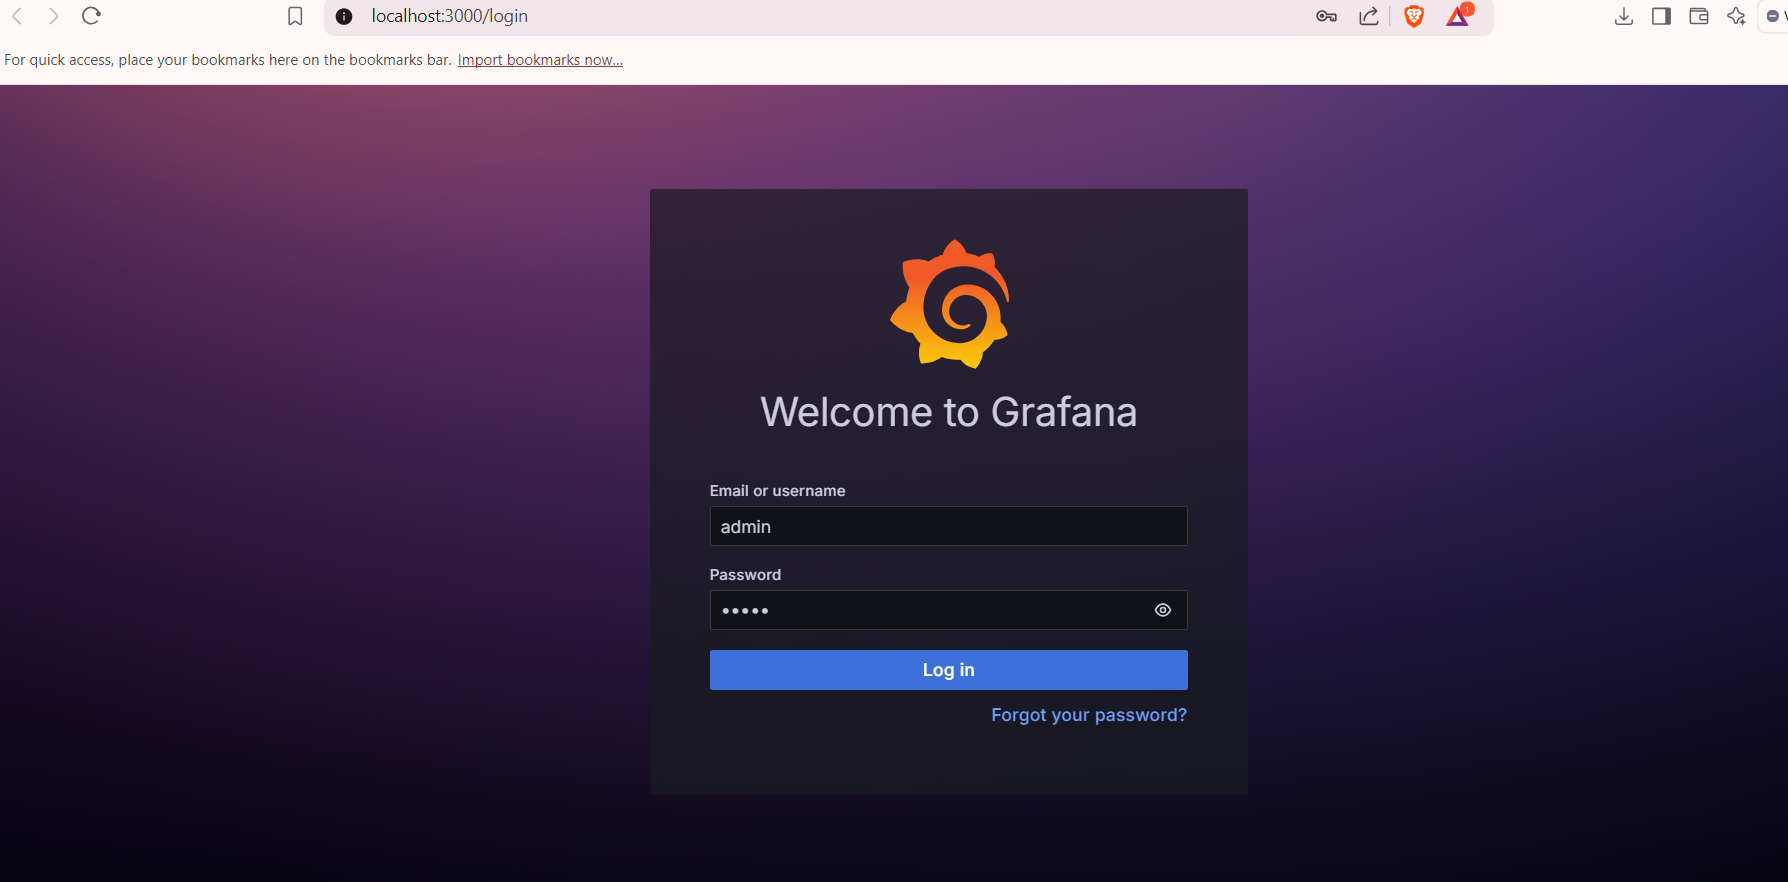 localhost:3000/login
1
For quick access, place your bookmarks here on the bookmarks bar. Import bookmarks now...
Welcome to Grafana
Email or username
admin
Password
•••••
Log in
Forgot your password?